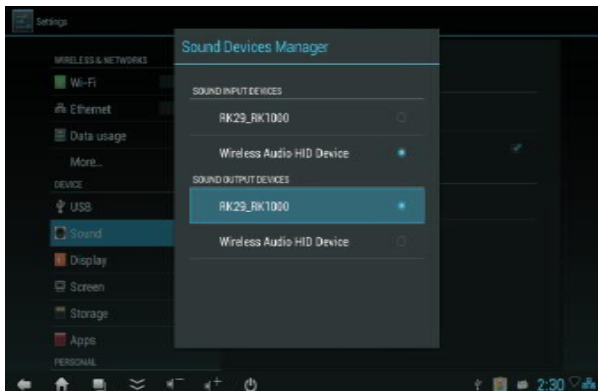 Settings
Sound Devices Manager
WIRELESS & NETWORKS
Wi-Fi
Ethernet
Data usage
More...
DEVICE
USB
Sound
Display
Screen
Storage
Apps
PERSONAL
SOUND INPUT DEVICES
RK29_RK1000
Wireless Audio HID Device
SOUND OUTPUT DEVICES
RK29_RK1000
Wireless Audio HID Device
2:30